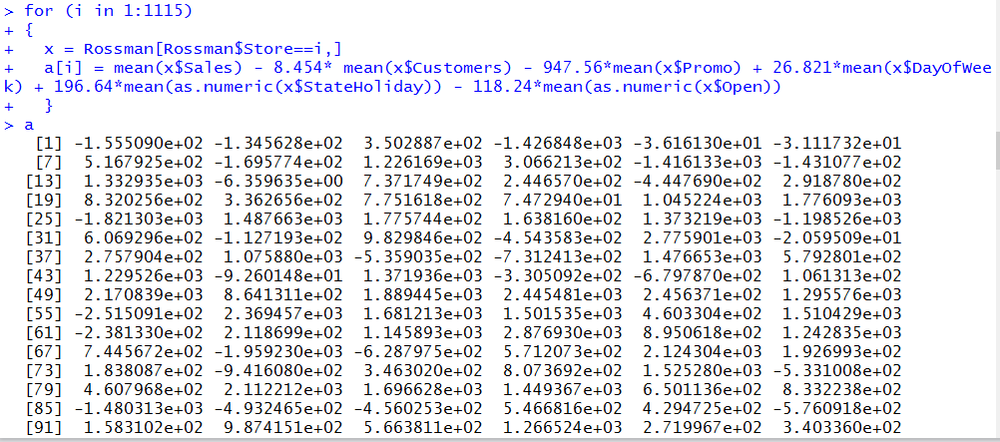 > for (i in 1:1115)
+ {
+   x = Rossman[Rossman$Store==i,]
+   a[i] = mean(x$Sales) - 8.454* mean(x$Customers) - 947.56*mean(x$Promo) + 26.821*mean(x$DayOfWee
k) + 196.64*mean(as.numeric(x$StateHoliday)) - 118.24*mean(as.numeric(x$Open))
+   }
> a
[1] -1.555090e+02 -1.345628e+02 3.502887e+02 -1.426848e+03 -3.616130e+01 -3.111732e+01
[7] 5.167925e+02 -1.695774e+02 1.226169e+03 3.066213e+02 -1.416133e+03 -1.431077e+02
[13] 1.332935e+03 -6.359635e+00 7.371749e+02 2.446570e+02 -4.447690e+02 2.918780e+02
[19] 8.320256e+02 3.362656e+02 7.751618e+02 7.472940e+01 1.045224e+03 1.776093e+03
[25] -1.821303e+03 1.487663e+03 1.775744e+02 1.638160e+02 1.373219e+03 -1.198526e+03
[31] 6.069296e+02 -1.127193e+03 9.829846e+02 -4.543583e+02 2.775901e+03 -2.059509e+01
[37] 2.757904e+02 1.075880e+03 -5.359035e+02 -7.312413e+02 1.476653e+03 5.792801e+02
[43] 1.229526e+03 -9.260148e+01 1.371936e+03 -3.305092e+02 -6.797870e+02 1.061313e+02
[49] 2.170839e+03 8.641311e+02 1.889445e+03 2.445481e+03 2.456371e+02 1.295576e+03
[55] -2.515091e+02 2.369457e+03 1.681213e+03 1.501535e+03 4.603304e+02 1.510429e+03
[61] -2.381330e+02 2.118699e+02 1.145893e+03 2.876930e+03 8.950618e+02 1.242835e+03
[67] 7.445672e+02 -1.959230e+03 -6.287975e+02 5.712073e+02 2.124304e+03 1.926993e+02
[73] 1.838087e+02 -9.416080e+02 3.463020e+02 8.073692e+02 1.525280e+03 -5.331008e+02
[79] 4.607968e+02 2.112212e+03 1.696628e+03 1.449367e+03 6.501136e+02 8.332238e+02
[85] -1.480313e+03 -4.932465e+02 -4.560253e+02 5.466816e+02 4.294725e+02 -5.760918e+02
[91] 1.583102e+02 9.874151e+02 5.663811e+02 1.266524e+03 2.719967e+02 3.403360e+02